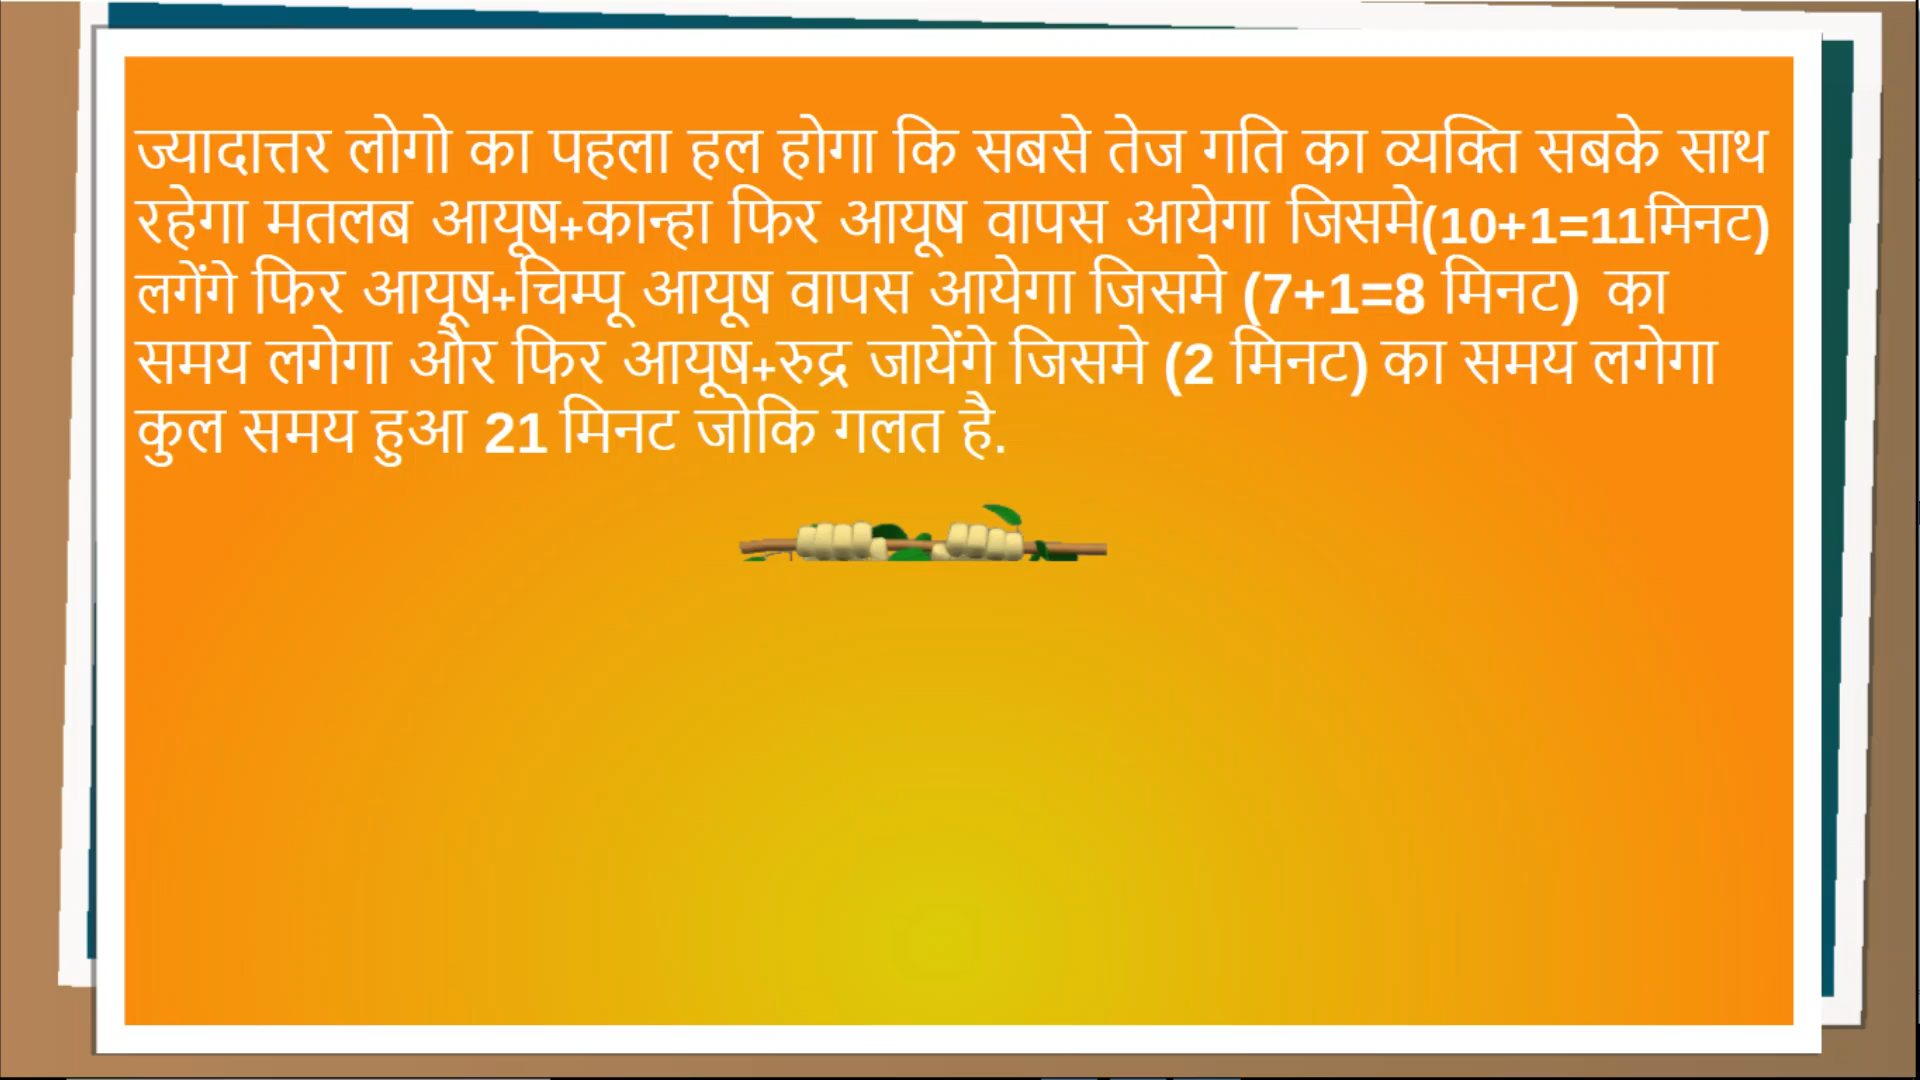 ज्यादात्तर लोगो का पहला हल होगा कि सबसे तेज गति का व्यक्ति सबके साथ
रहेगा मतलब आयूष+कान्हा फिर आयूष वापस आयेगा जिसमे(10+1=11मिनट)
लगेंगे फिर आयूष+चिम्पू आयूष वापस आयेगा जिसमे (7+1=8 मिनट) का
समय लगेगा और फिर आयूष+रुद्र जायेंगे जिसमे (2 मिनट) का समय लगेगा
कुल समय हुआ 21 मिनट जोकि गलत है.